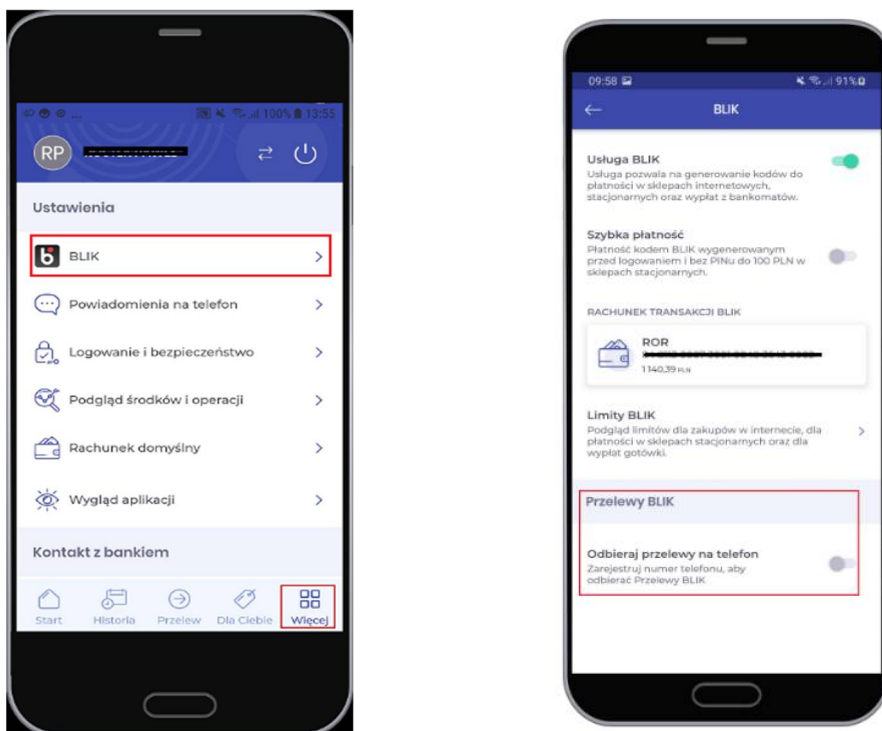 100% 13:55
RP
Ustawienia
BLIK
Powiadomienia na telefon
Logowanie i bezpieczeństwo
Podgląd środków i operacji
Rachunek domyślny
Wygląd aplikacji
Kontakt z bankiem
Start Historia Przelew Dla Ciebie Więcej
09:58 91%
BLIK
Usługa BLIK
Usługa pozwala na generowanie kodów do
płatności w sklepach internetowych,
stacjonarnych oraz wypłat z bankomatów.
Szybka płatność
Płatność kodem BLIK wygenerowanym
przed logowaniem i bez PINu do 100 PLN w
sklepach stacjonarnych.
RACHUNEK TRANSAKCJI BLIK
ROR
1 140,39 PLN
Limity BLIK
Podgląd limitów dla zakupów w internecie, dla
płatności w sklepach stacjonarnych oraz dla
wypłat gotówki.
Przelewy BLIK
Odbieraj przelewy na telefon
Zarejestruj numer telefonu, aby
odbierać Przelewy BLIK